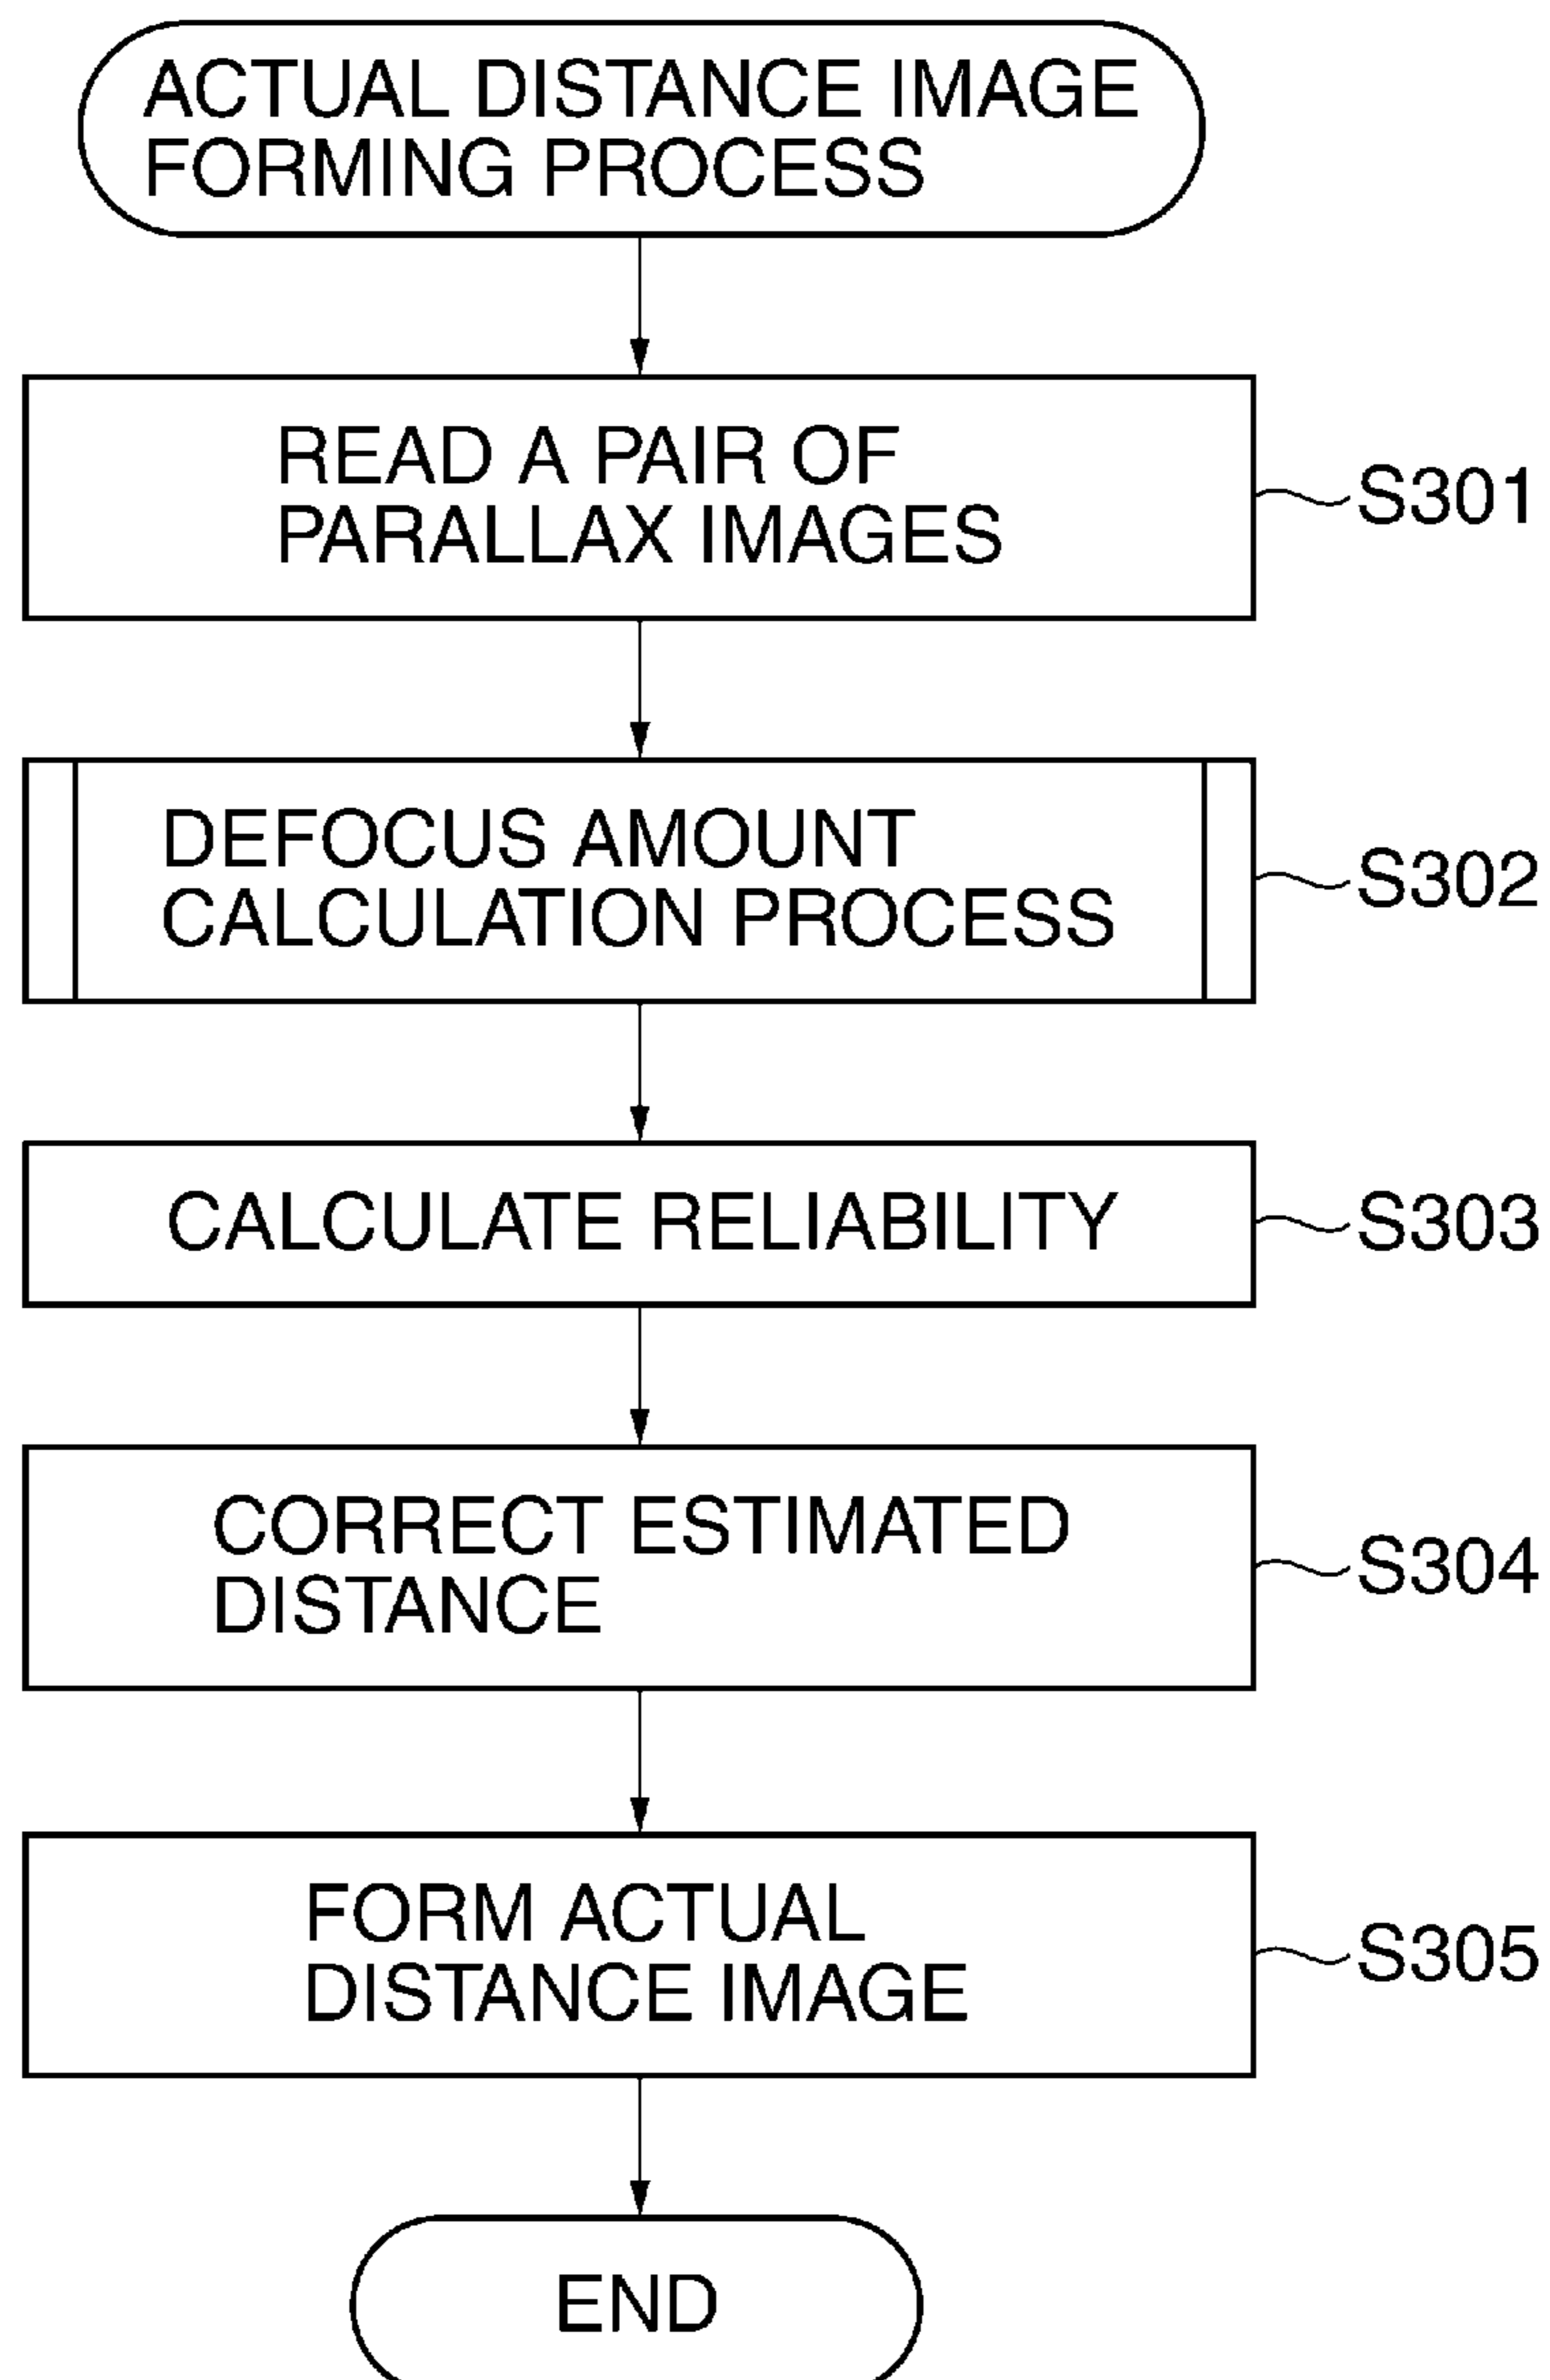 ACTUAL DISTANCE IMAGE
FORMING PROCESS
READ A PAIR OF
PARALLAX IMAGES
S301
DEFOCUS AMOUNT
CALCULATION PROCESS
S302
CALCULATE RELIABILITY
S303
CORRECT ESTIMATED
DISTANCE
S304
FORM ACTUAL
DISTANCE IMAGE
S305
END